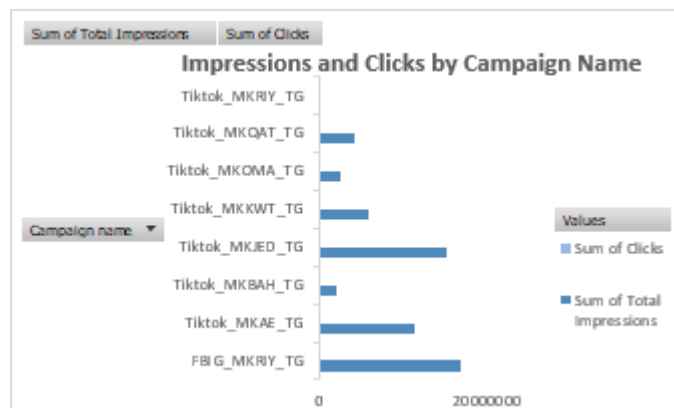 Sum of Total Impressions
Sum of Clicks
Impressions and Clicks by Campaign Name
Tiktok_MKRIY_TG
Tiktok_MKQAT_TG
Tiktok_MKOMA_TG
Tiktok_MKKWT_TG
Tiktok_MKJED_TG
Tiktok_MKBAH_TG
Tiktok_MKAE_TG
FBIG_MKRIY_TG
Campaign name
Values
Sum of Clicks
Sum of Total
Impressions
0
20000000